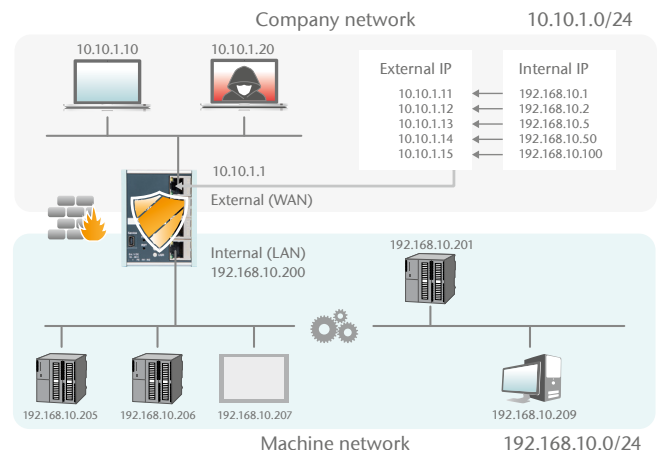 Company network 10.10.1.0/24
10.10.1.10
10.10.1.20
External IP Internal IP
10.10.1.11 192.168.10.1
10.10.1.12 192.168.10.2
10.10.1.13 192.168.10.5
10.10.1.14 192.168.10.50
10.10.1.15 192.168.10.100
10.10.1.1
External (WAN)
Internal (LAN)
192.168.10.200
192.168.10.201
192.168.10.205
192.168.10.206
192.168.10.207
192.168.10.209
Machine network 192.168.10.0/24